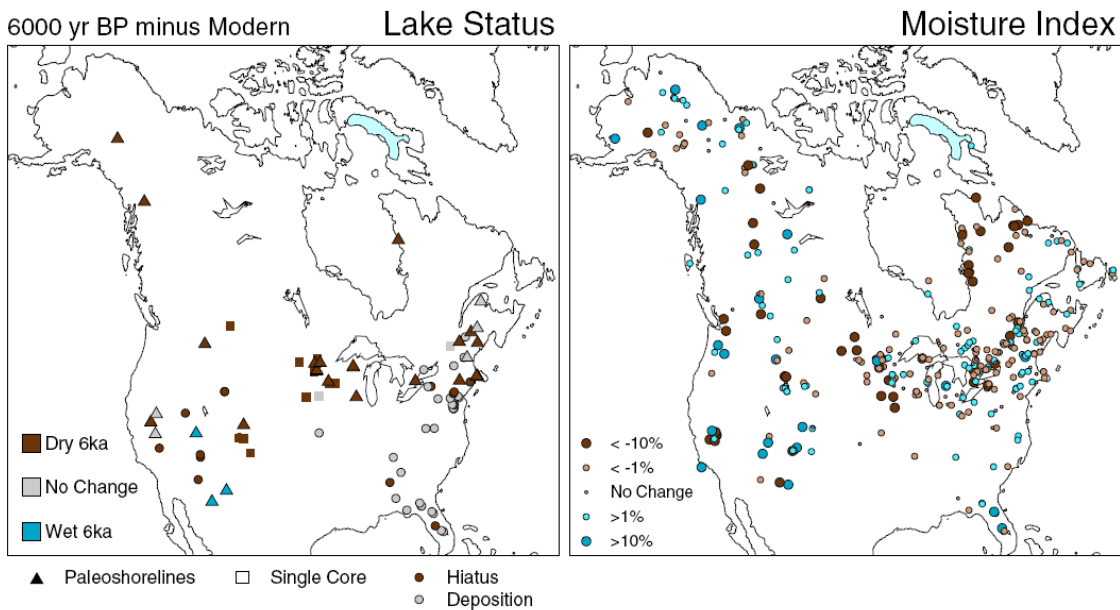 6000 yr BP minus Modern
Lake Status
Moisture Index
Dry 6ka
No Change
Wet 6ka
< -10%
< -1%
No Change
>1%
>10%
Paleoshorelines
Single Core
Hiatus
Deposition